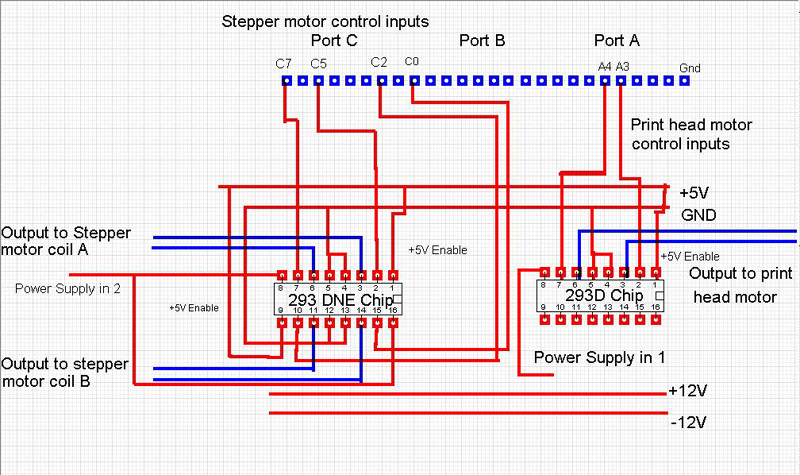 Stepper motor control inputs
Port C
Port B
Port A
C7
C5
C2
C0
A4
A3
Gnd
Print head motor
control inputs
+5V
GND
Output to Stepper
motor coil A
+5V Enable
+5V Enable
Output to print
head motor
Power Supply in 2
+5V Enable
8 7 6 5 4 3 2 1
293 DNE Chip
9 10 11 12 13 14 15 16
8 7 6 5 4 3 2 1
293D Chip
9 10 11 12 13 14 15 16
Output to stepper
motor coil B
Power Supply in 1
+12V
-12V